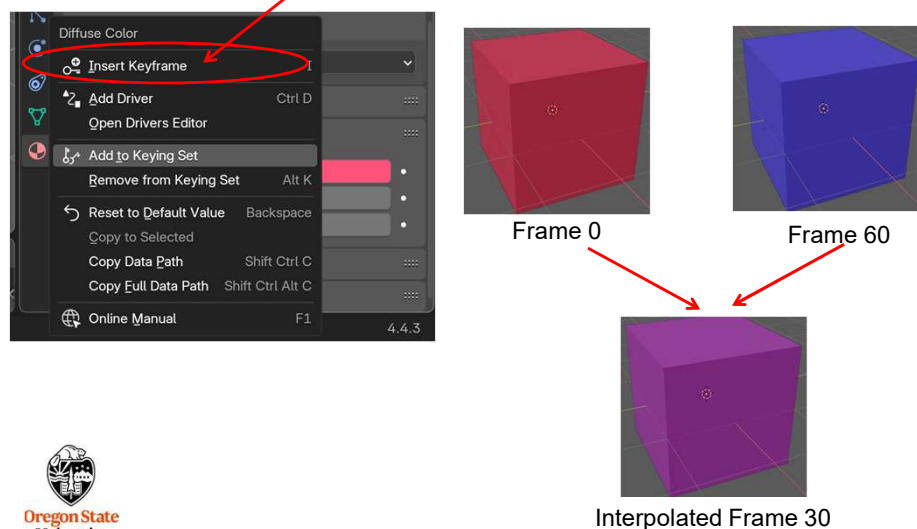 Diffuse Color
Insert Keyframe I
Add Driver Ctrl D
Open Drivers Editor
Add to Keying Set
Remove from Keying Set Alt K
Reset to Default Value Backspace
Copy to Selected
Copy Data Path Shift Ctrl C
Copy Full Data Path Shift Ctrl Alt C
Online Manual F1
4.4.3
Frame 0
Frame 60
Interpolated Frame 30
Oregon State